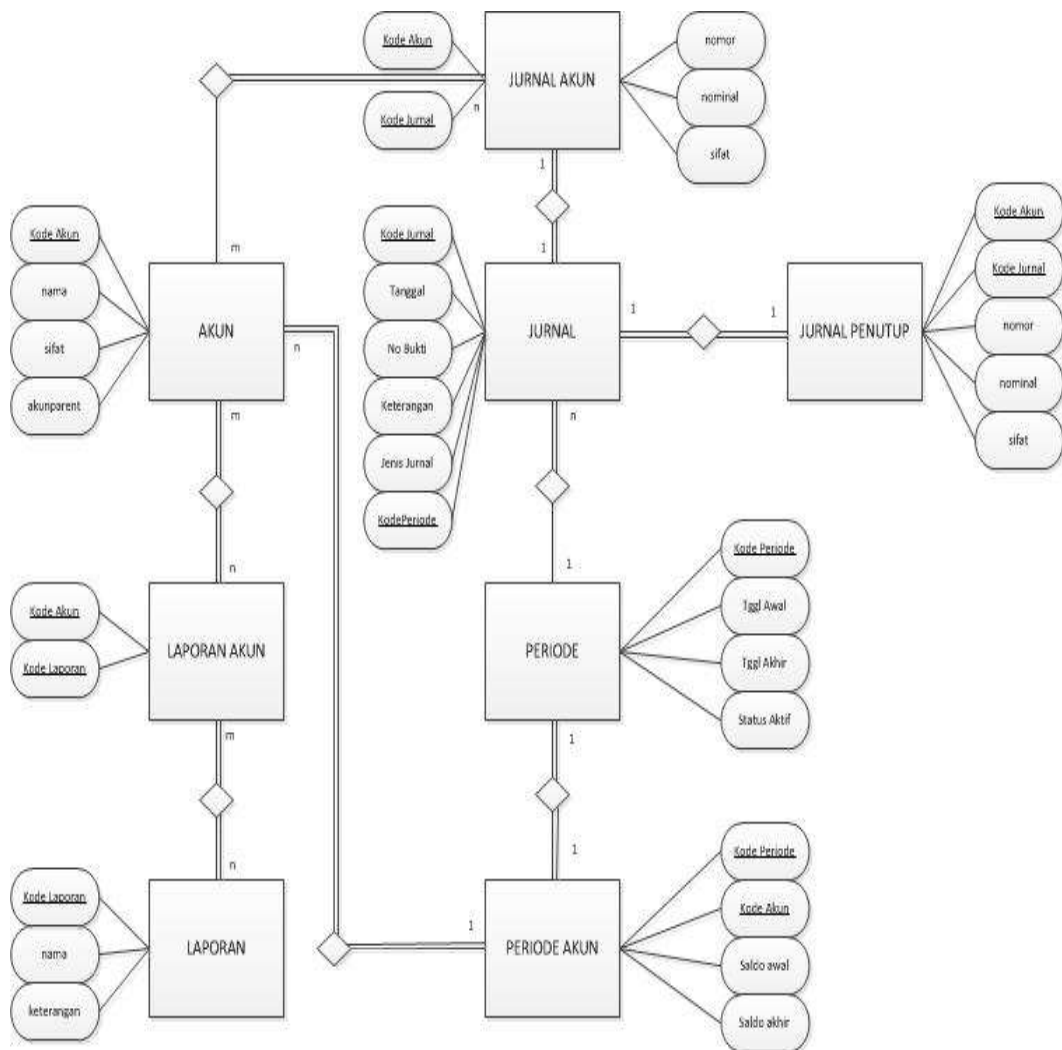 Kode Akun
Kode Jurnal
n
JURNAL AKUN
nomor
nominal
sifat
1
m
Kode Akun
nama
sifat
akunparent
AKUN
n
m
Kode Jurnal
Tanggal
No Bukti
Keterangan
Jenis Jurnal
KodePeriode
1
JURNAL
1
n
1
JURNAL PENUTUP
Kode Akun
Kode Jurnal
nomor
nominal
sifat
Kode Akun
Kode Laporan
n
LAPORAN AKUN
m
1
PERIODE
1
Kode Periode
Tggl Awal
Tggl Akhir
Status Aktif
Kode Laporan
nama
keterangan
n
LAPORAN
1
1
PERIODE AKUN
Kode Periode
Kode Akun
Saldo awal
Saldo akhir